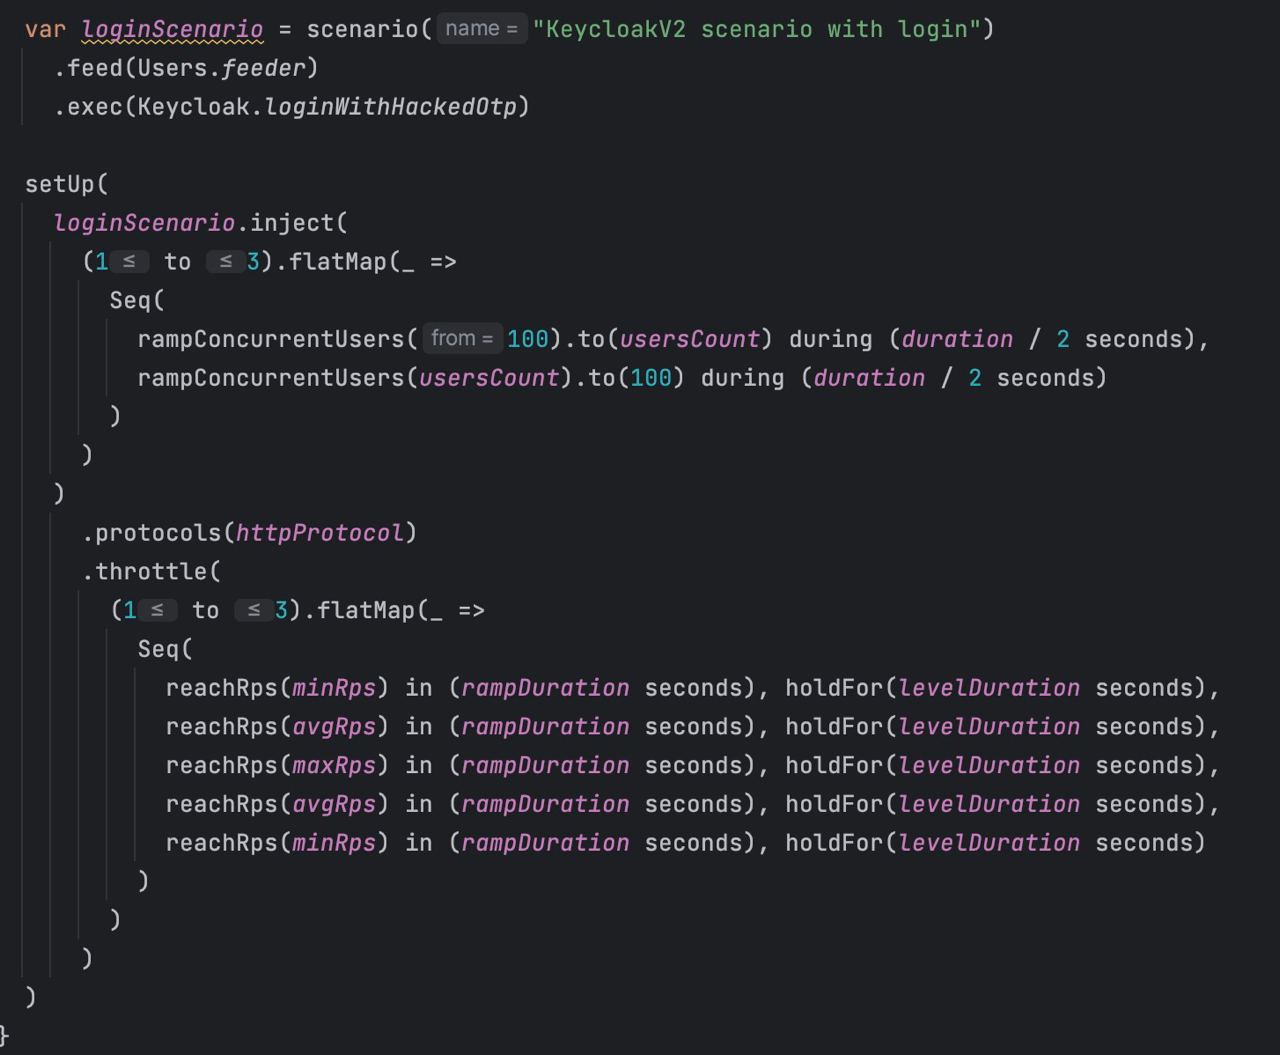 var loginScenario = scenario( name = "KeycloakV2 scenario with login")
.feed(Users.feeder)
.exec(Keycloak.loginWithHackedOtp)
setUp(
loginScenario.inject(
(1 ≤ to ≤ 3).flatMap(_ =>
Seq(
rampConcurrentUsers( from = 100).to(usersCount) during (duration / 2 seconds),
rampConcurrentUsers(usersCount).to(100) during (duration / 2 seconds)
)
)
)
.protocols(httpProtocol)
.throttle(
(1 ≤ to ≤ 3).flatMap(_ =>
Seq(
reachRps(minRps) in (rampDuration seconds), holdFor(levelDuration seconds),
reachRps(avgRps) in (rampDuration seconds), holdFor(levelDuration seconds),
reachRps(maxRps) in (rampDuration seconds), holdFor(levelDuration seconds),
reachRps(avgRps) in (rampDuration seconds), holdFor(levelDuration seconds),
reachRps(minRps) in (rampDuration seconds), holdFor(levelDuration seconds)
)
)
)
)
}